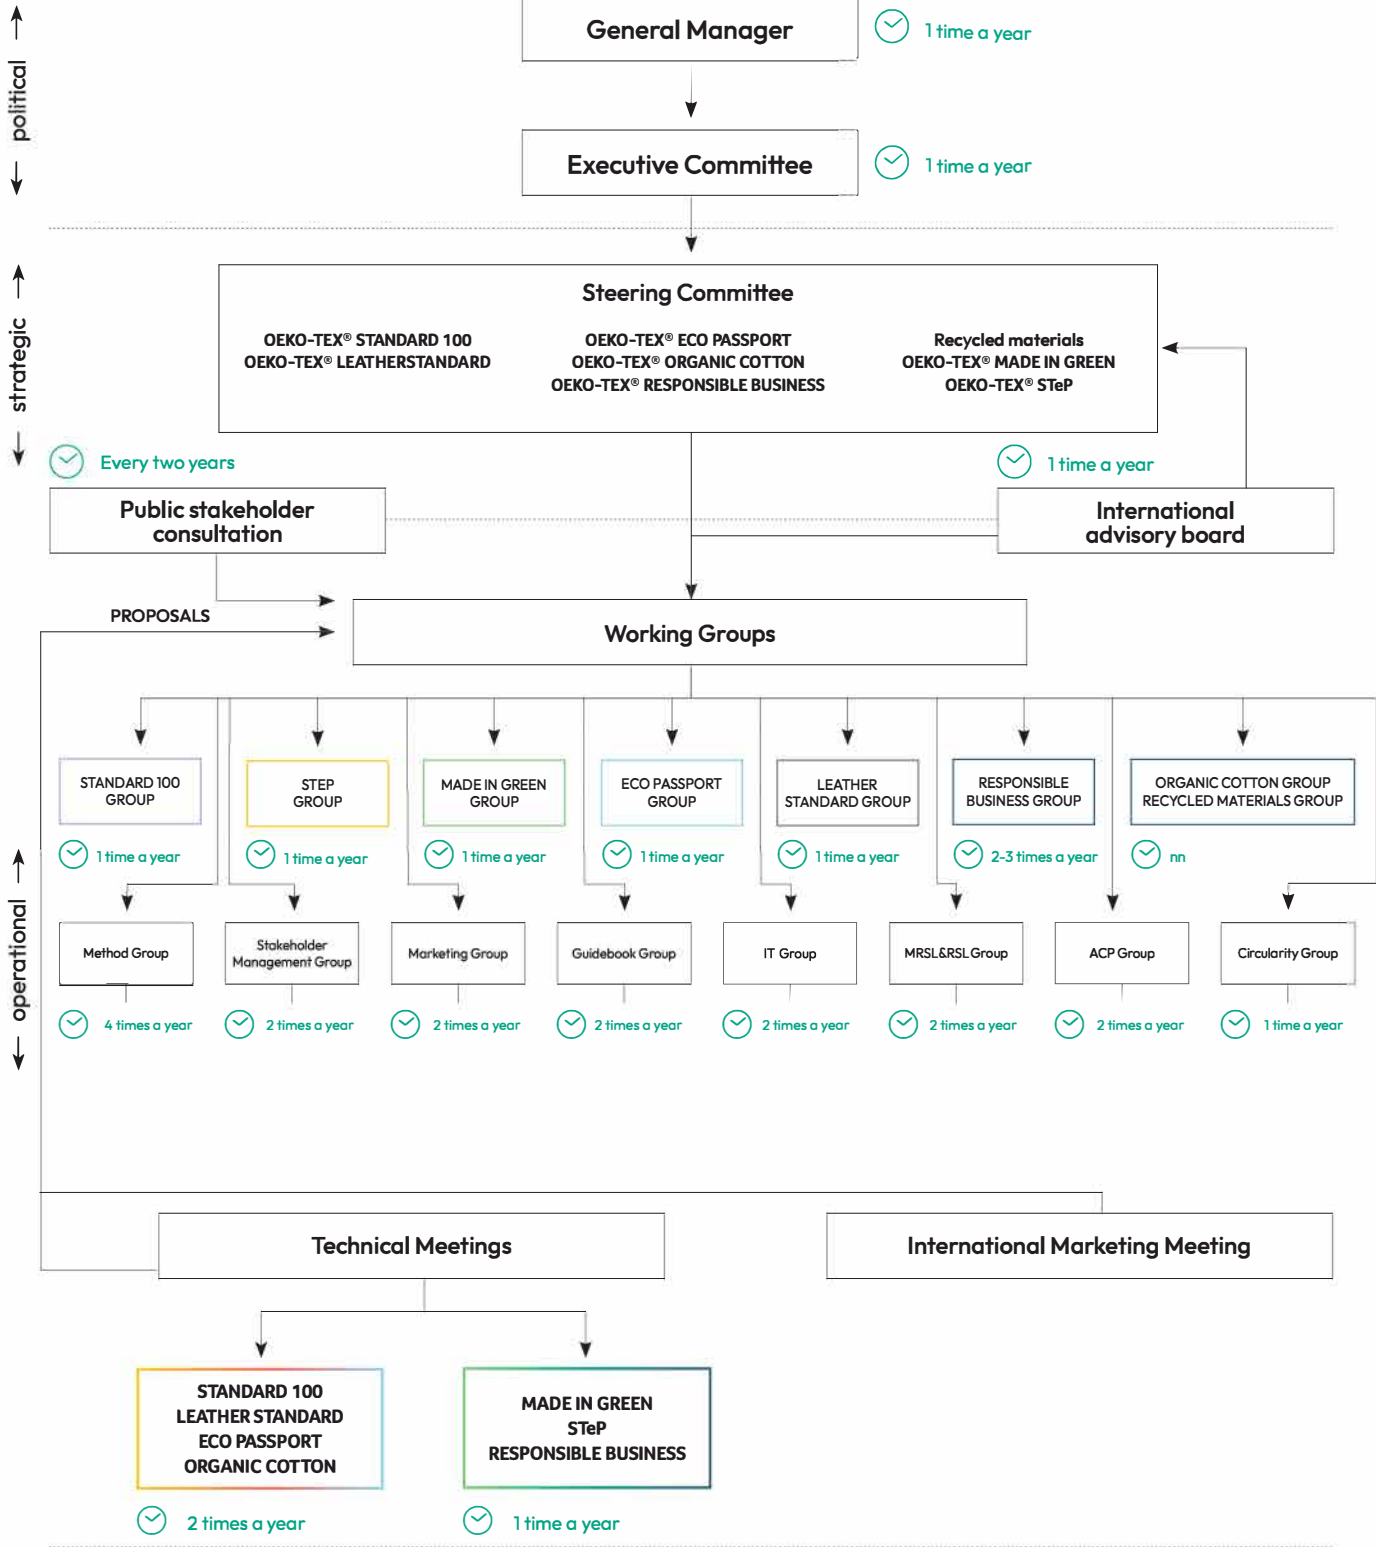 General Manager
1 time a year
political
Executive Committee
1 time a year
strategic
Steering Committee
OEKO-TEX® STANDARD 100
OEKO-TEX® LEATHERSTANDARD
OEKO-TEX® ECO PASSPORT
OEKO-TEX® ORGANIC COTTON
OEKO-TEX® RESPONSIBLE BUSINESS
Recycled materials
OEKO-TEX® MADE IN GREEN
OEKO-TEX® STeP
Every two years
1 time a year
Public stakeholder
consultation
International
advisory board
PROPOSALS
Working Groups
STANDARD 100
GROUP
STEP
GROUP
MADE IN GREEN
GROUP
ECO PASSPORT
GROUP
LEATHER
STANDARD GROUP
RESPONSIBLE
BUSINESS GROUP
ORGANIC COTTON GROUP
RECYCLED MATERIALS GROUP
1 time a year
1 time a year
1 time a year
1 time a year
1 time a year
2-3 times a year
nn
operational
Method Group
Stakeholder
Management Group
Marketing Group
Guidebook Group
IT Group
MRSL&RSL Group
ACP Group
Circularity Group
4 times a year
2 times a year
2 times a year
2 times a year
2 times a year
2 times a year
2 times a year
1 time a year
Technical Meetings
International Marketing Meeting
STANDARD 100
LEATHER STANDARD
ECO PASSPORT
ORGANIC COTTON
MADE IN GREEN
STeP
RESPONSIBLE BUSINESS
2 times a year
1 time a year